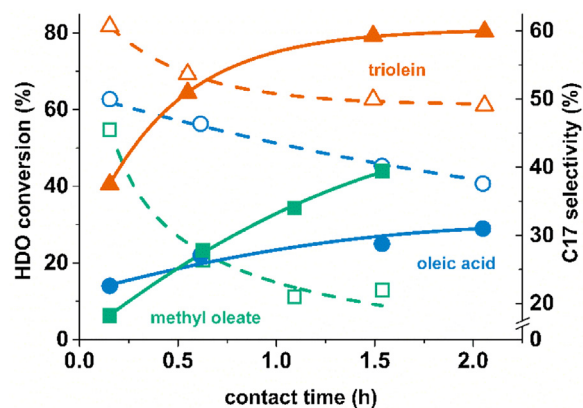 80
60
40
20
0
HDO conversion (%)
60
50
40
30
20
0
C17 selectivity (%)
triolein
oleic acid
methyl oleate
0.0 0.5 1.0 1.5 2.0
contact time (h)